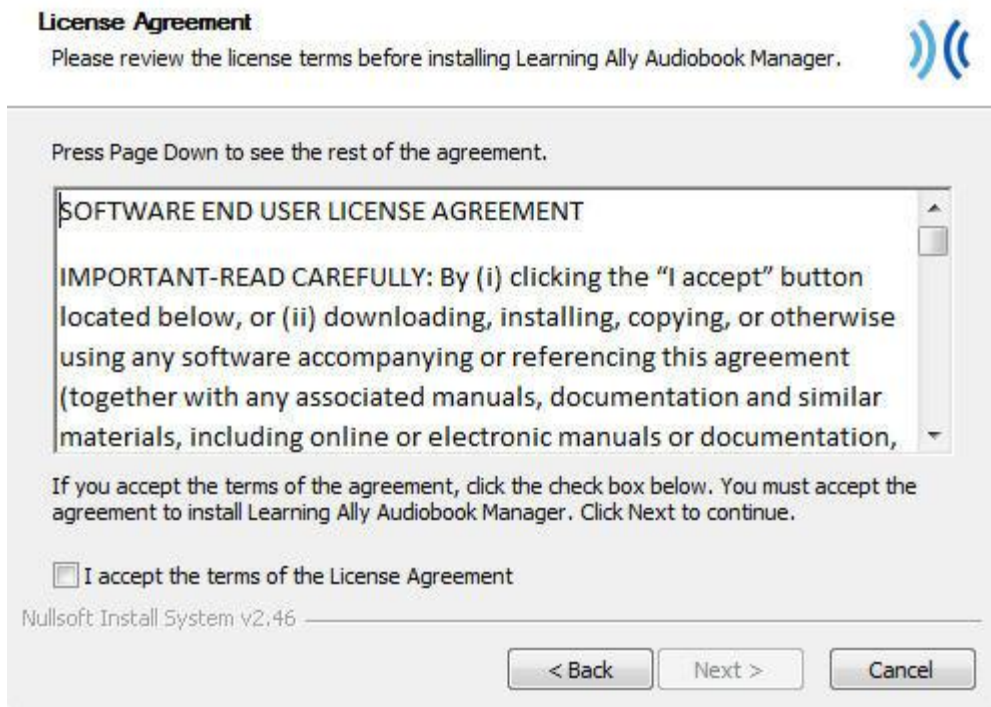 License Agreement
Please review the license terms before installing Learning Ally Audiobook Manager.
Press Page Down to see the rest of the agreement.
SOFTWARE END USER LICENSE AGREEMENT
IMPORTANT-READ CAREFULLY: By (i) clicking the “I accept” button
located below, or (ii) downloading, installing, copying, or otherwise
using any software accompanying or referencing this agreement
(together with any associated manuals, documentation and similar
materials, including online or electronic manuals or documentation,
If you accept the terms of the agreement, click the check box below. You must accept the
agreement to install Learning Ally Audiobook Manager. Click Next to continue.
I accept the terms of the License Agreement
Nullsoft Install System v2.46
< Back Next > Cancel